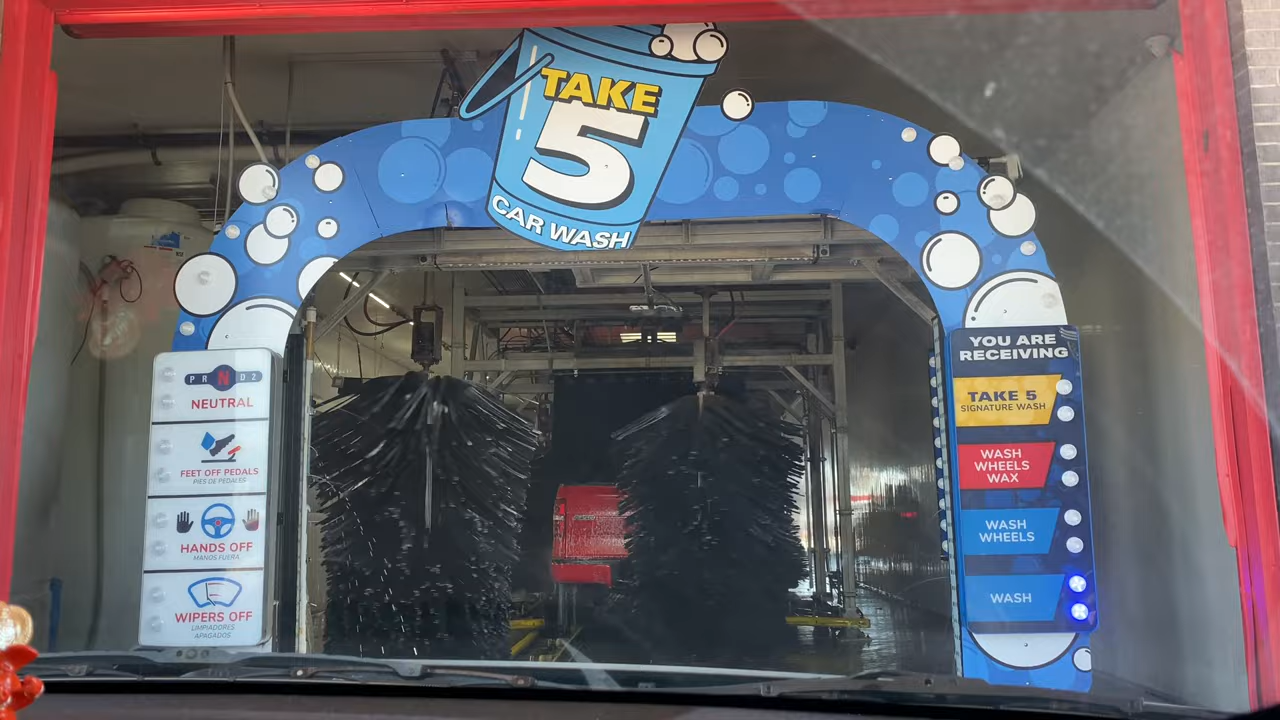 TAKE
5
CAR WASH
P R N D 2
NEUTRAL
FEET OFF PEDALS
PIES DE PEDALES
HANDS OFF
MANOS FUERA
WIPERS OFF
LIMPIADORES
APAGADOS
YOU ARE
RECEIVING
TAKE 5
SIGNATURE WASH
WASH
WHEELS
WAX
WASH
WHEELS
WASH